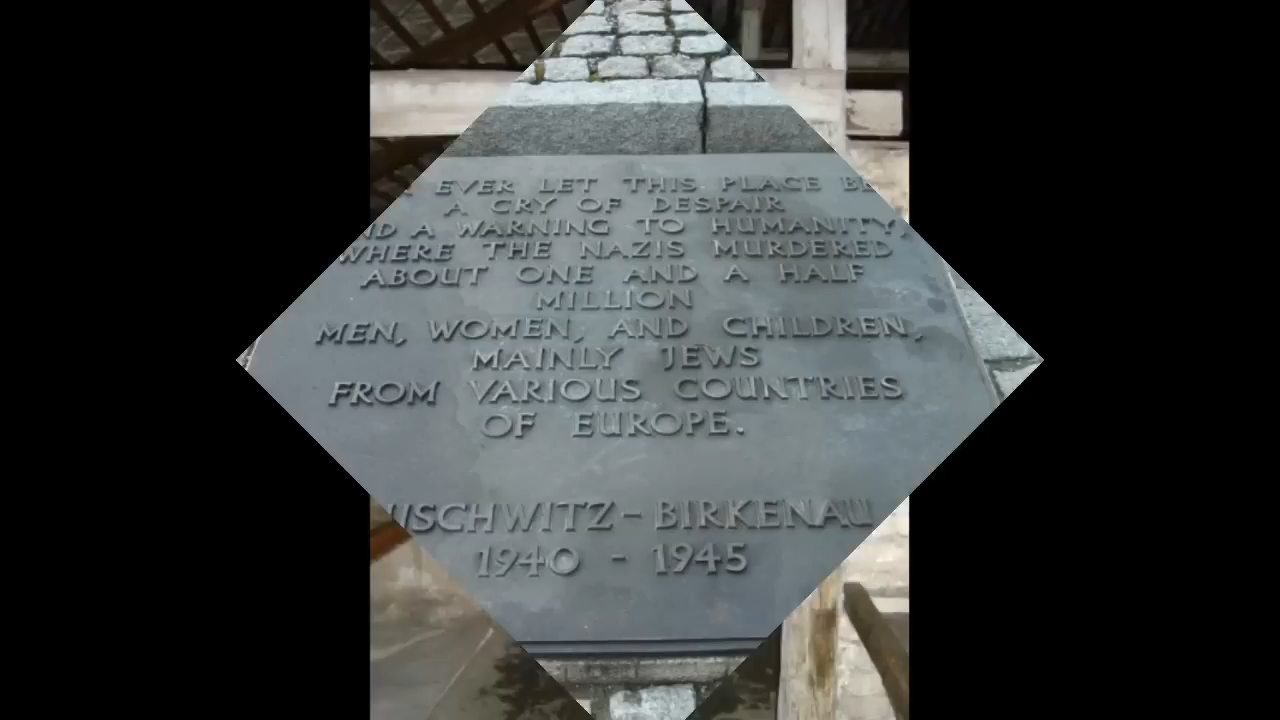 EVER LET THIS PLACE BE
A CRY OF DESPAIR
AND A WARNING TO HUMANITY,
WHERE THE NAZIS MURDERED
ABOUT ONE AND A HALF
MILLION
MEN, WOMEN, AND CHILDREN,
MAINLY JEWS
FROM VARIOUS COUNTRIES
OF EUROPE.
AUSCHWITZ - BIRKENAU
1940 - 1945